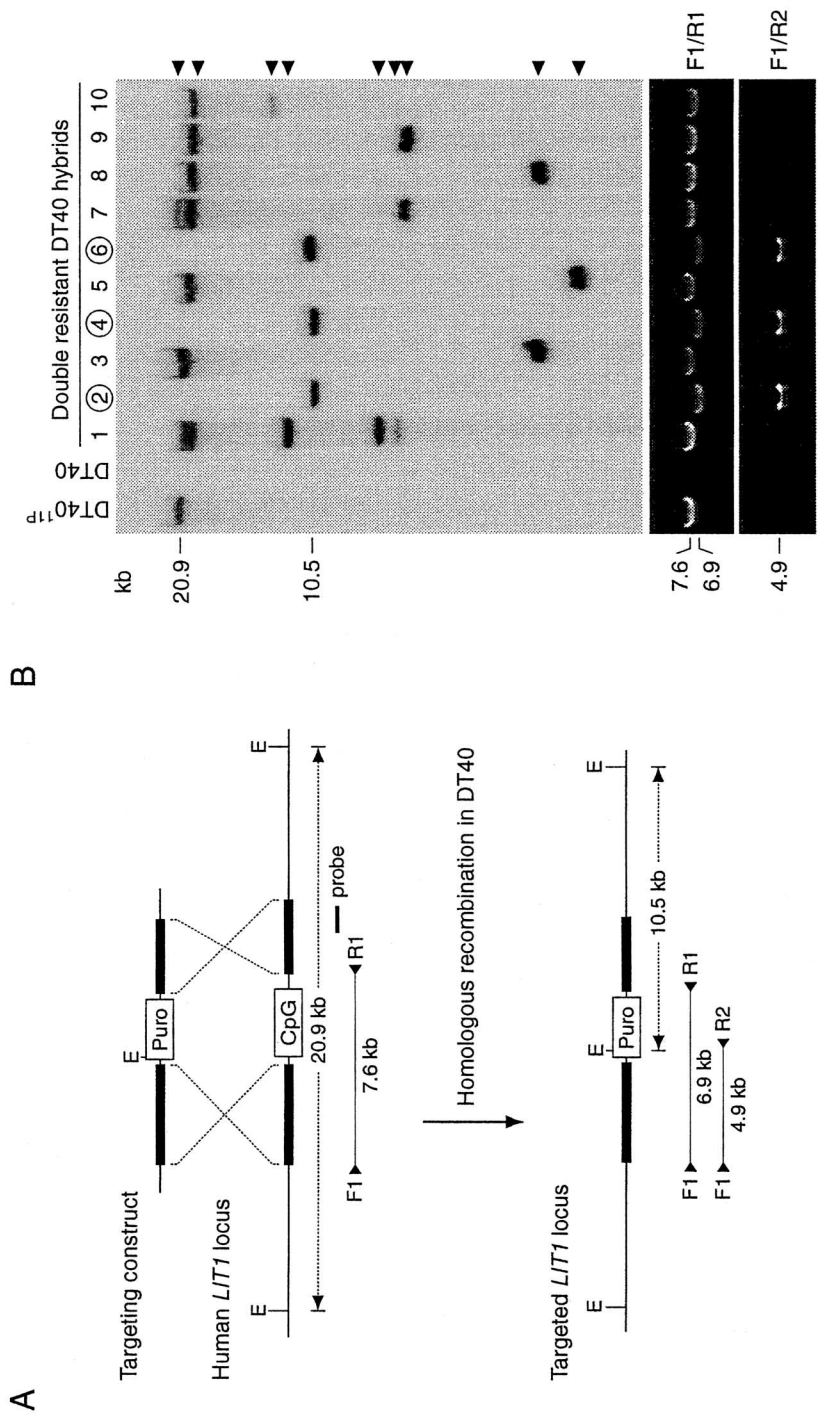 A
Targeting construct
E
Puro
Human LIT1 locus
E
CpG
E
20.9 kb
probe
F1
R1
7.6 kb
Homologous recombination in DT40
Targeted LIT1 locus
E
E
Puro
E
10.5 kb
F1
R1
6.9 kb
F1
R2
4.9 kb
B
Double resistant DT40 hybrids
kb
DT40 11P
DT40
1 2 3 4 5 6 7 8 9 10
20.9
10.5
7.6
6.9
F1/R1
4.9
F1/R2